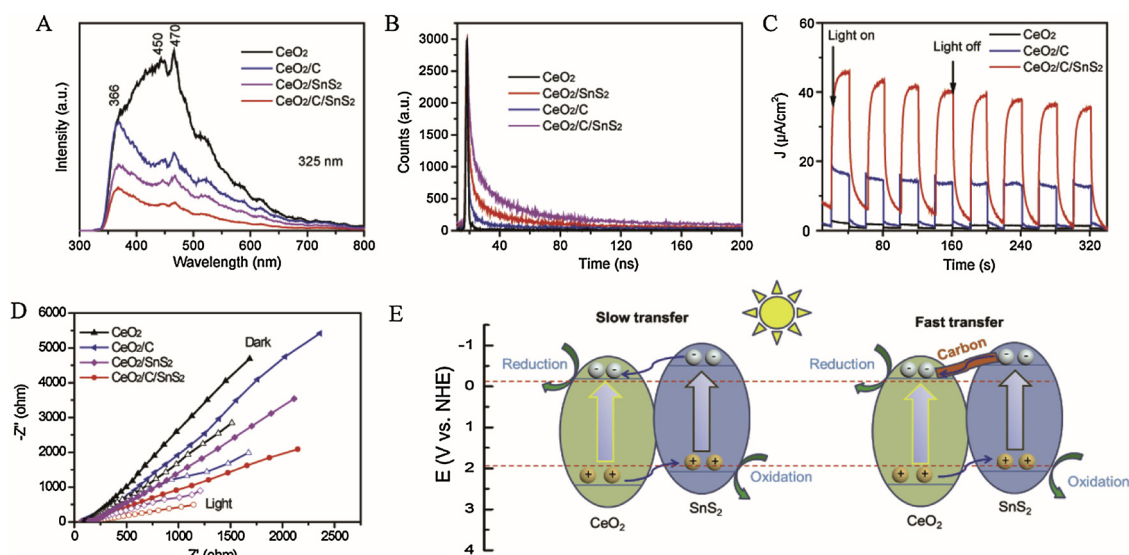 A
366
450
470
CeO2
CeO2/C
CeO2/SnS2
CeO2/C/SnS2
325 nm
Intensity (a.u.)
300 400 500 600 700 800
Wavelength (nm)
B
3000
2500
2000
1500
1000
500
0
Counts (a.u.)
CeO2
CeO2/SnS2
CeO2/C
CeO2/C/SnS2
40 80 120 160 200
Time (ns)
C
60
40
20
0
J (µA/cm²)
Light on
Light off
CeO2
CeO2/C
CeO2/C/SnS2
0 80 160 240 320
Time (s)
D
6000
5000
4000
3000
2000
1000
0
-Z" (ohm)
CeO2
CeO2/C
CeO2/SnS2
CeO2/C/SnS2
Dark
Light
0 500 1000 1500 2000 2500
Z' (ohm)
E
E (V vs. NHE)
-1
0
1
2
3
4
Slow transfer
Reduction
Oxidation
CeO2
SnS2
Fast transfer
Carbon
Reduction
Oxidation
CeO2
SnS2